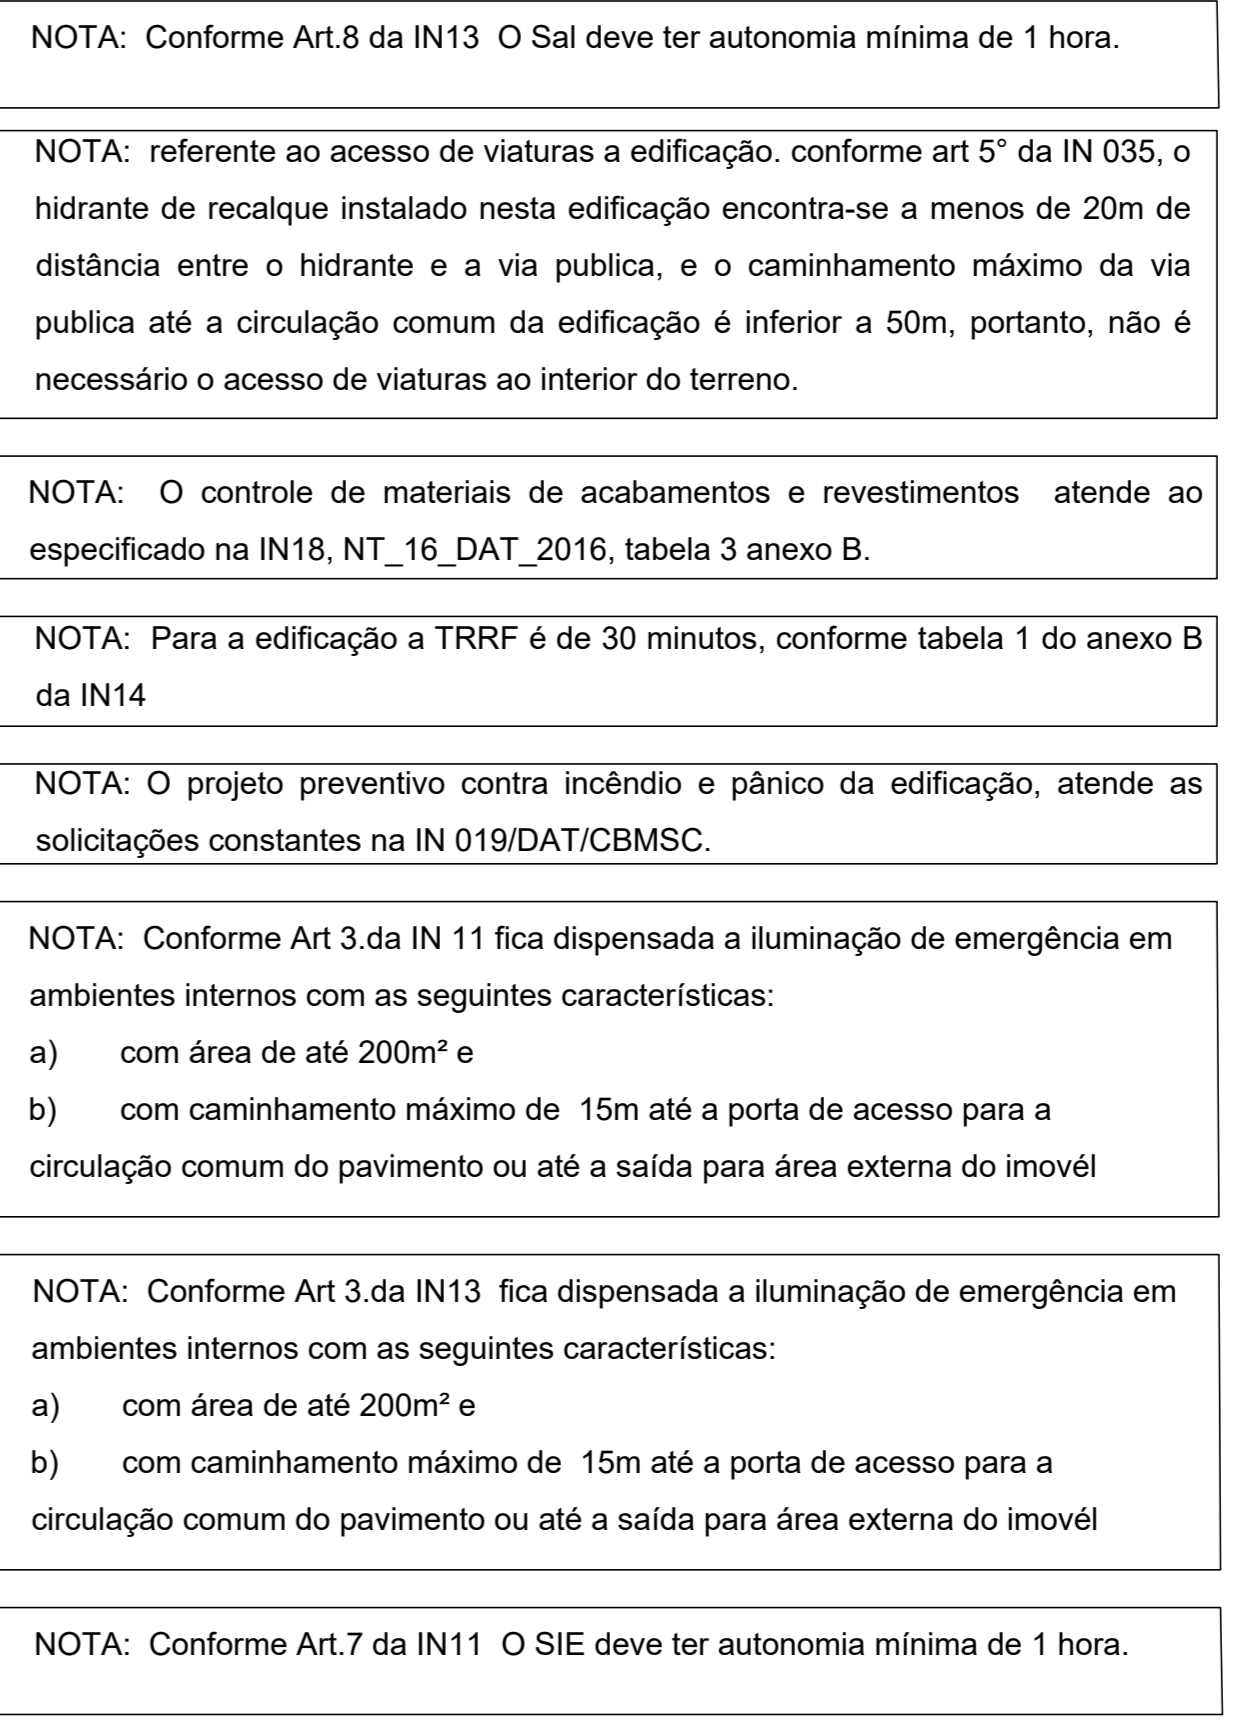 NOTA: Conforme Art.8 da IN13 O Sal deve ter autonomia mínima de 1 hora.
NOTA: referente ao acesso de viaturas a edificação. conforme art 5° da IN 035, o
hidrante de recalque instalado nesta edificação encontra-se a menos de 20m de
distância entre o hidrante e a via publica, e o caminhamento máximo da via
publica até a circulação comum da edificação é inferior a 50m, portanto, não é
necessário o acesso de viaturas ao interior do terreno.
NOTA: O controle de materiais de acabamentos e revestimentos atende ao
especificado na IN18, NT_16_DAT_2016, tabela 3 anexo B.
NOTA: Para a edificação a TRRF é de 30 minutos, conforme tabela 1 do anexo B
da IN14
NOTA: O projeto preventivo contra incêndio e pânico da edificação, atende as
solicitações constantes na IN 019/DAT/CBMSC.
NOTA: Conforme Art 3.da IN 11 fica dispensada a iluminação de emergência em
ambientes internos com as seguintes características:
a) com área de até 200m² e
b) com caminhamento máximo de 15m até a porta de acesso para a
circulação comum do pavimento ou até a saída para área externa do imovél
NOTA: Conforme Art 3.da IN13 fica dispensada a iluminação de emergência em
ambientes internos com as seguintes características:
a) com área de até 200m² e
b) com caminhamento máximo de 15m até a porta de acesso para a
circulação comum do pavimento ou até a saída para área externa do imovél
NOTA: Conforme Art.7 da IN11 O SIE deve ter autonomia mínima de 1 hora.